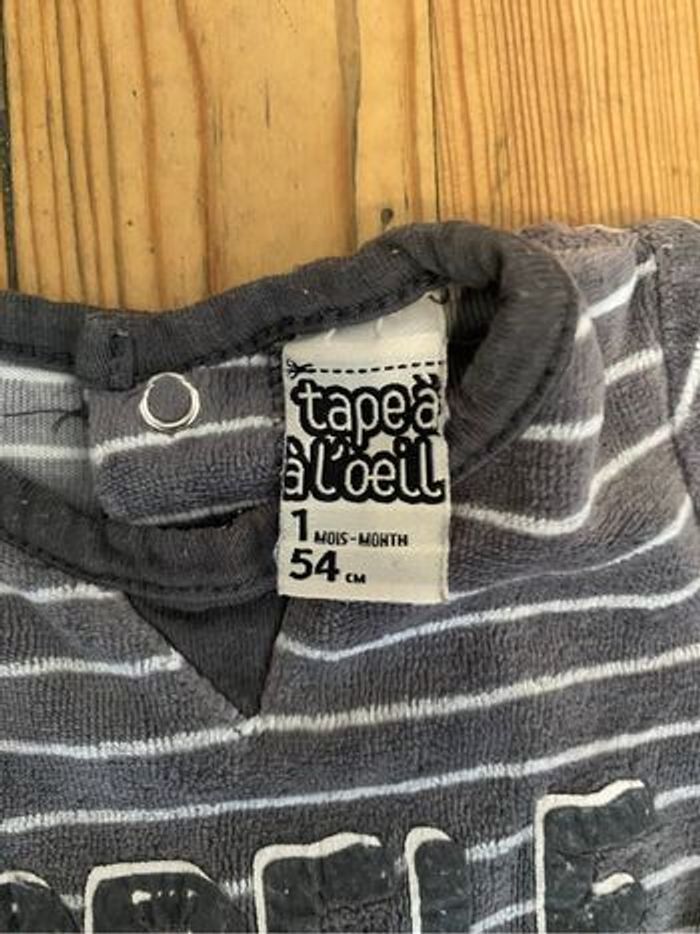 tape à
à l'oeil
1 MOIS-MONTH
54 CM